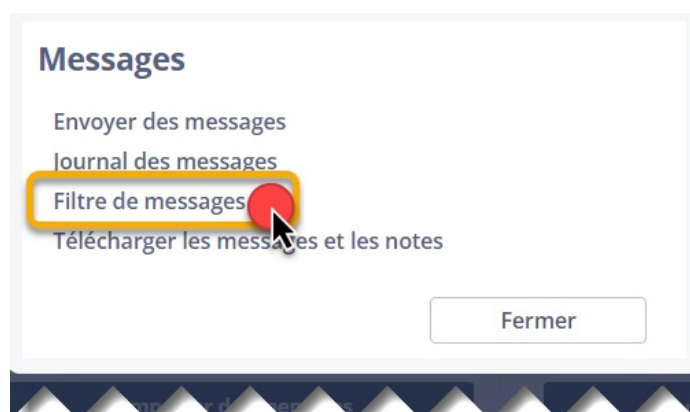 Messages
Envoyer des messages
Journal des messages
Filtre de messages
Télécharger les messages et les notes
Fermer